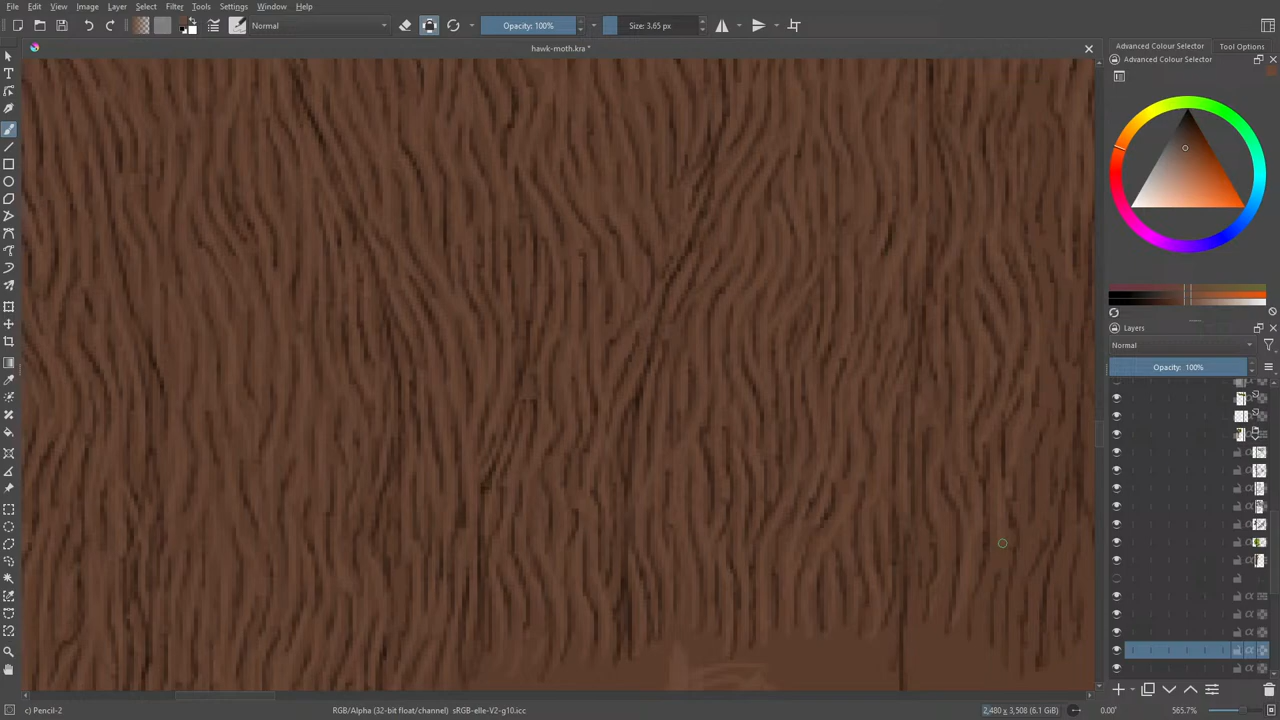 File Edit View Image Layer Select Filter Tools Settings Window Help
Normal
Opacity: 100%
Size: 3.65 px
hawk-moth.kra *
Advanced Colour Selector
Tool Options
Advanced Colour Selector
Layers
Normal
Opacity: 100%
c) Pencil-2
RGB/Alpha (32-bit float/channel) sRGB-elle-V2-g10.icc
2,480 x 3,508 (6.1 GiB)
0.00°
565.7%